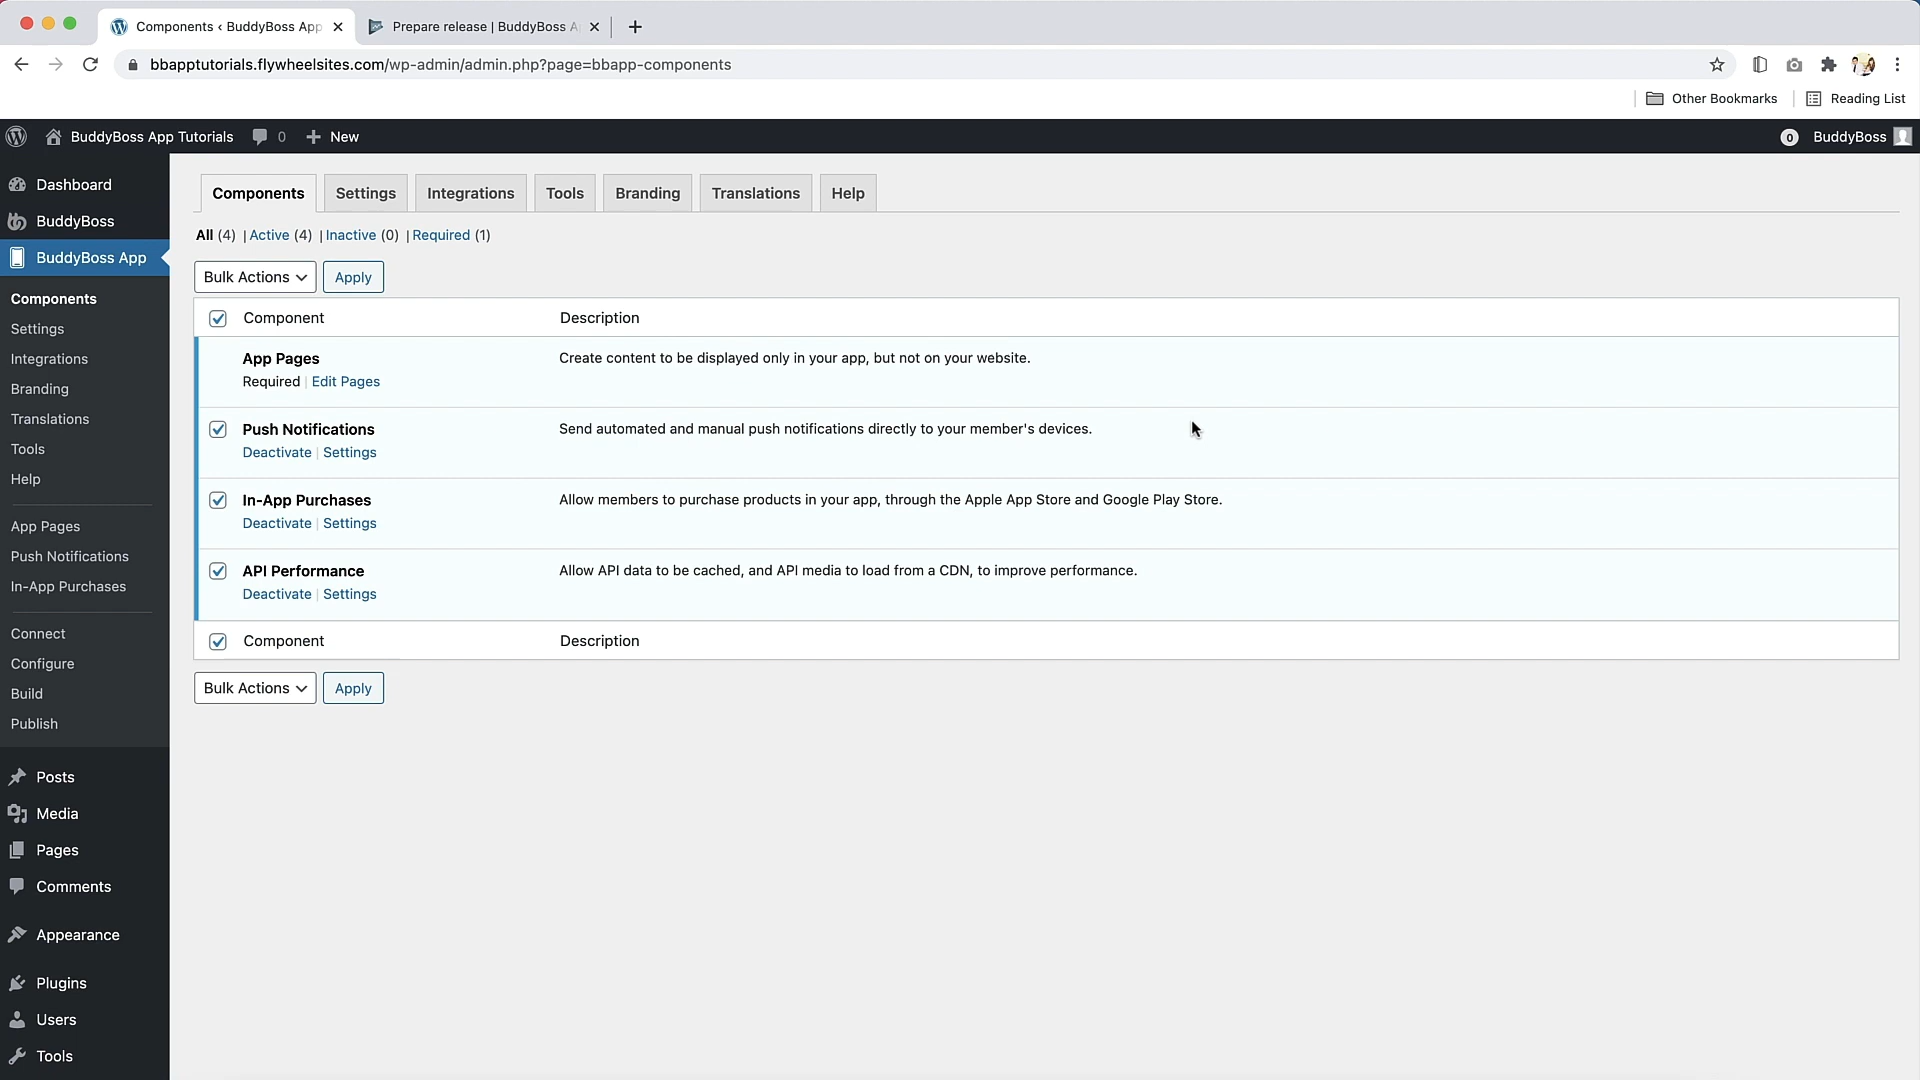 Components ‹ BuddyBoss App
Prepare release | BuddyBoss A
bbapptutorials.flywheelsites.com/wp-admin/admin.php?page=bbapp-components
Other Bookmarks
Reading List
BuddyBoss App Tutorials
0
New
0
BuddyBoss
Dashboard
BuddyBoss
BuddyBoss App
Components
Settings
Integrations
Branding
Translations
Tools
Help
App Pages
Push Notifications
In-App Purchases
Connect
Configure
Build
Publish
Posts
Media
Pages
Comments
Appearance
Plugins
Users
Tools
Components
Settings
Integrations
Tools
Branding
Translations
Help
All (4) | Active (4) | Inactive (0) | Required (1)
Bulk Actions
Apply
Component
Description
App Pages
Required | Edit Pages
Create content to be displayed only in your app, but not on your website.
Push Notifications
Deactivate | Settings
Send automated and manual push notifications directly to your member's devices.
In-App Purchases
Deactivate | Settings
Allow members to purchase products in your app, through the Apple App Store and Google Play Store.
API Performance
Deactivate | Settings
Allow API data to be cached, and API media to load from a CDN, to improve performance.
Component
Description
Bulk Actions
Apply